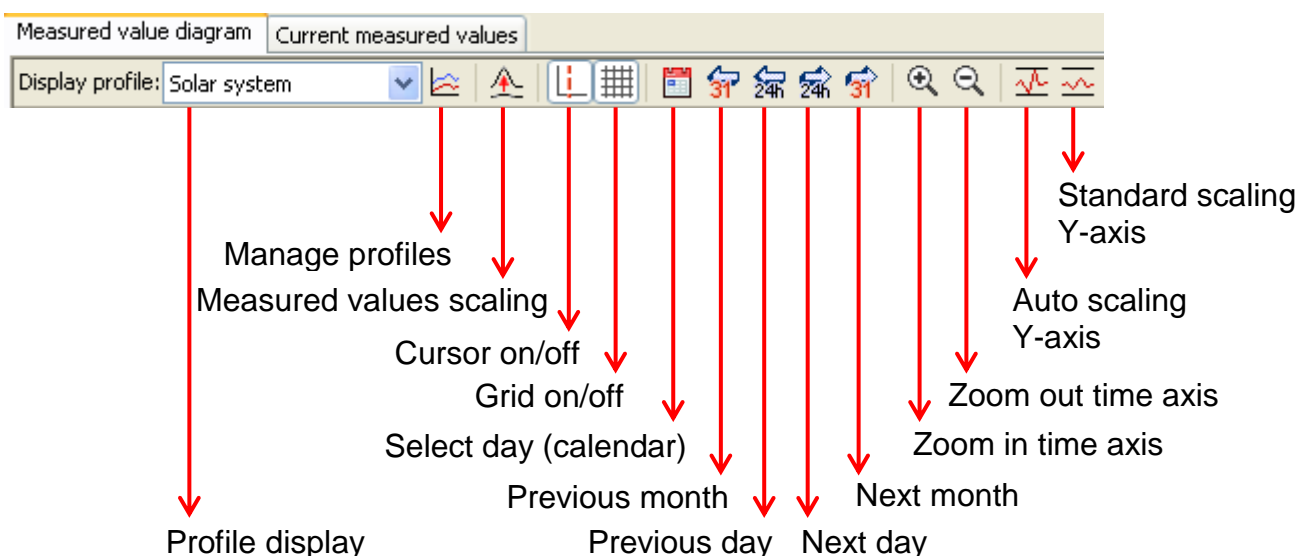 Measured value diagram Current measured values
Display profile: Solar system 31 24h 24h 31
Standard scaling
Y-axis
Manage profiles
Measured values scaling
Auto scaling
Y-axis
Cursor on/off
Grid on/off
Zoom out time axis
Select day (calendar)
Zoom in time axis
Previous month
Next month
Profile display
Previous day
Next day